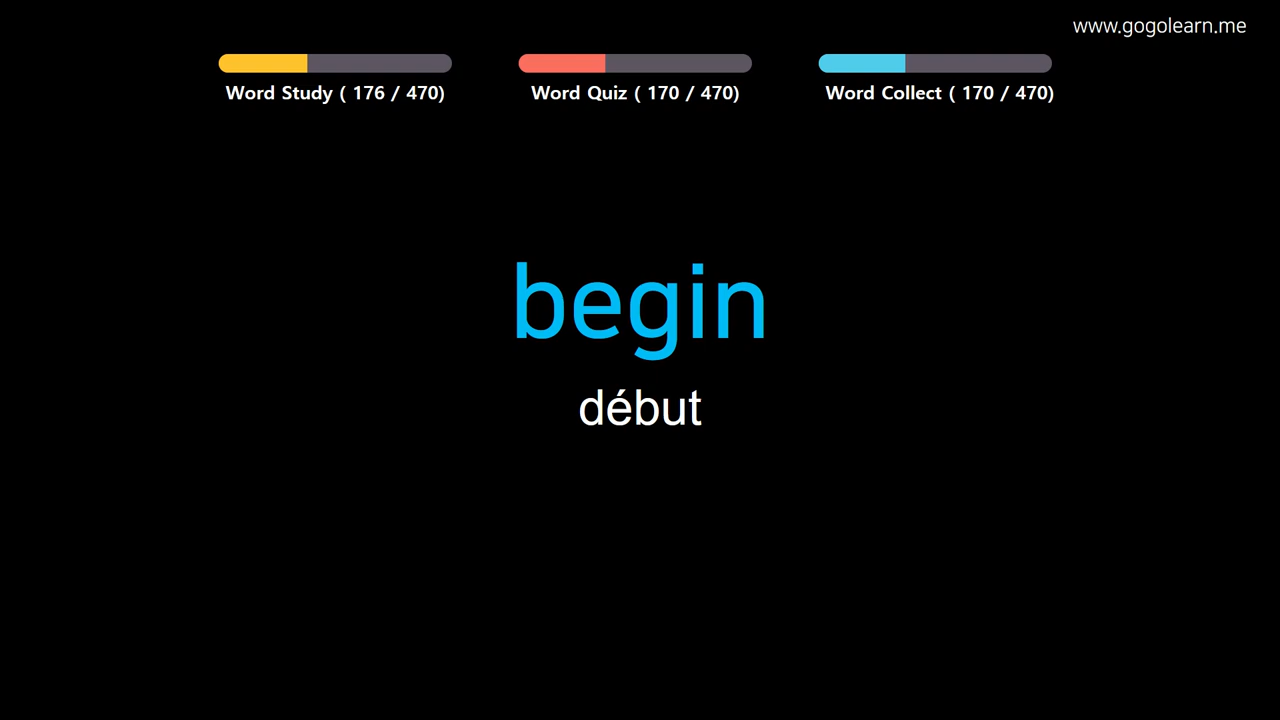 www.gogolearn.me
Word Study ( 176 / 470)
Word Quiz ( 170 / 470)
Word Collect ( 170 / 470)
begin
début